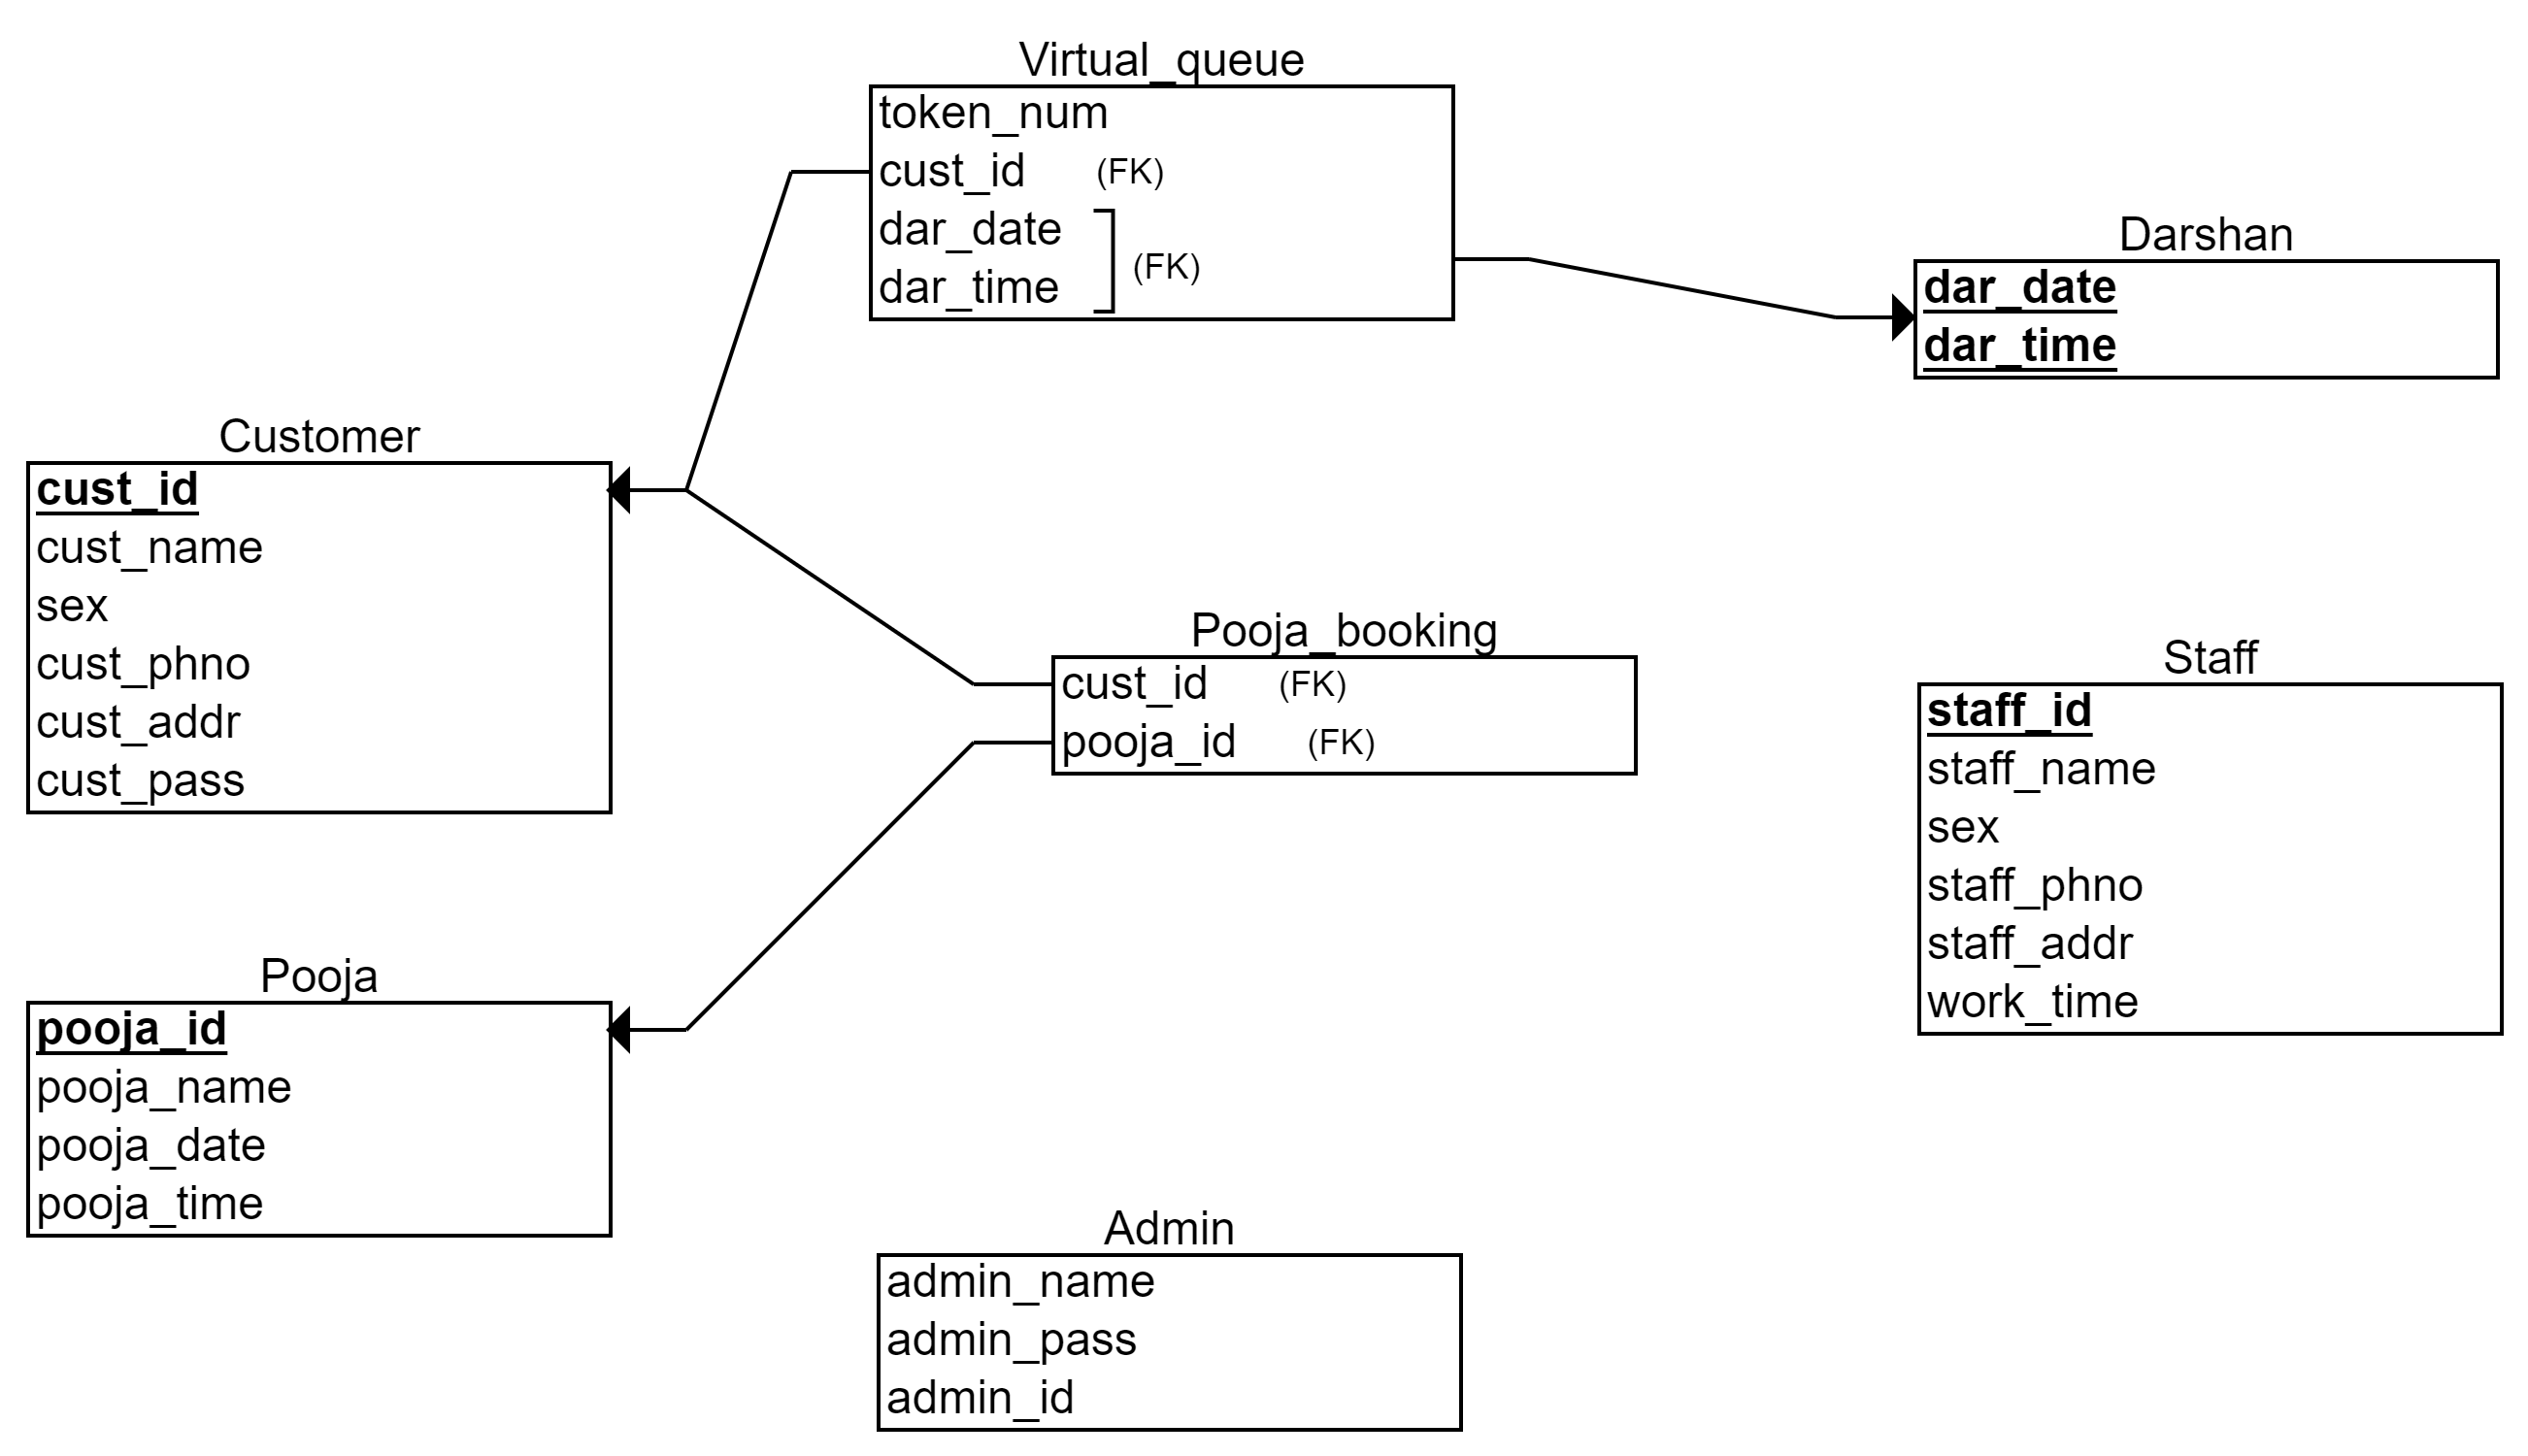 Virtual_queue
token_num
cust_id (FK)
dar_date
(FK)
dar_time
Darshan
dar_date
dar_time
Customer
cust_id
cust_name
sex
cust_phno
cust_addr
cust_pass
Pooja_booking
cust_id (FK)
pooja_id (FK)
Staff
staff_id
staff_name
sex
staff_phno
staff_addr
work_time
Pooja
pooja_id
pooja_name
pooja_date
pooja_time
Admin
admin_name
admin_pass
admin_id